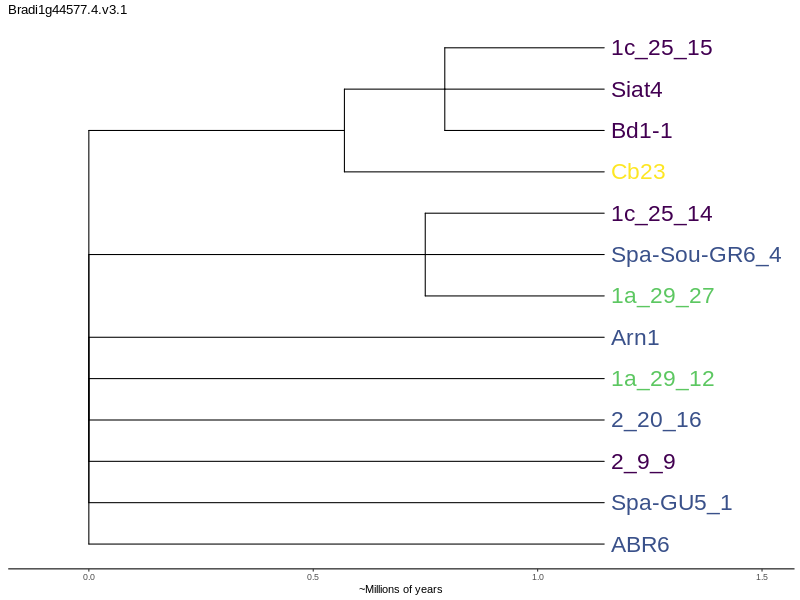 Bradi1g44577.4.v3.1
1c_25_15
Siat4
Bd1-1
Cb23
1c_25_14
Spa-Sou-GR6_4
1a_29_27
Arn1
1a_29_12
2_20_16
2_9_9
Spa-GU5_1
ABR6
0.0 0.5 1.0 1.5
~Millions of years